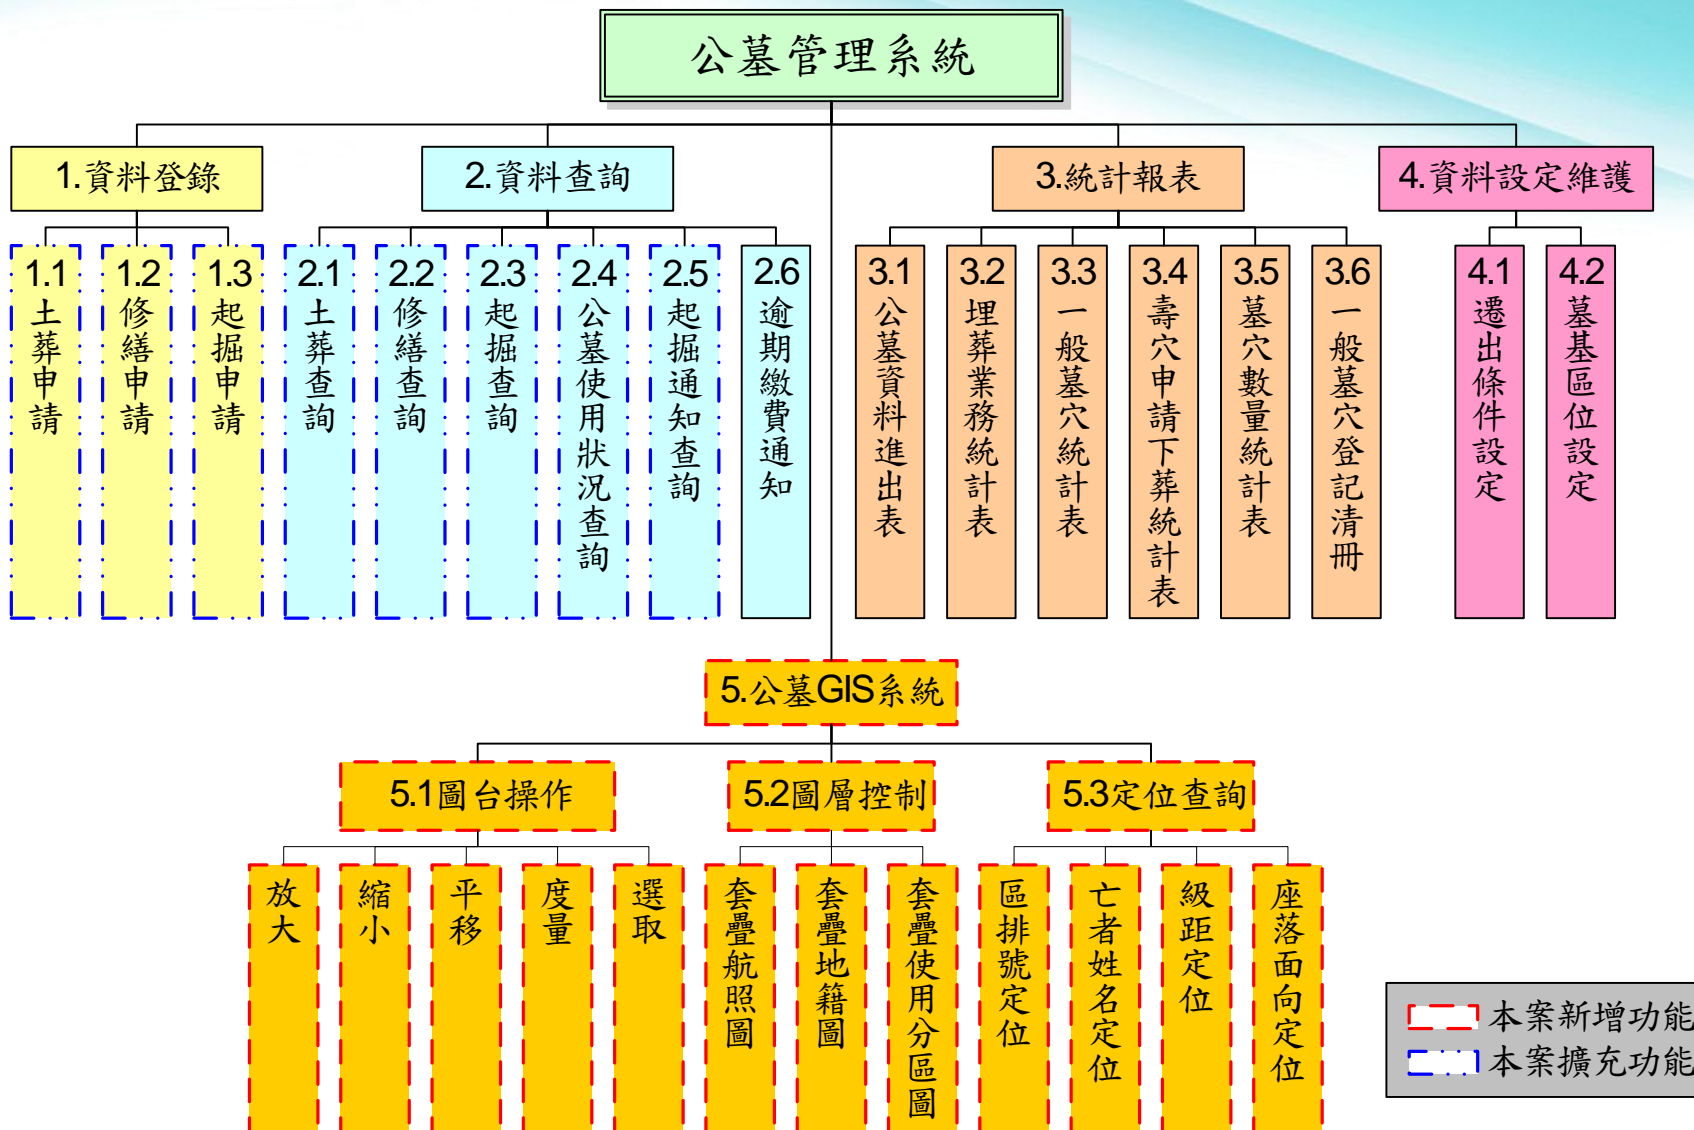 公墓管理系統
1.資料登錄
2.資料查詢
3.統計報表
4.資料設定維護
1.1
土葬申請
1.2
修繕申請
1.3
起掘申請
2.1
土葬查詢
2.2
修繕查詢
2.3
起掘查詢
2.4
公墓使用狀況查詢
2.5
起掘通知查詢
2.6
逾期繳費通知
3.1
公墓資料進出表
3.2
埋葬業務統計表
3.3
一般墓穴統計表
3.4
壽穴申請下葬統計表
3.5
墓穴數量統計表
3.6
一般墓穴登記清冊
4.1
遷出條件設定
4.2
墓基區位設定
5.公墓GIS系統
5.1圖台操作
5.2圖層控制
5.3定位查詢
放大
縮小
平移
度量
選取
套疊航照圖
套疊地籍圖
套疊使用分區圖
區排號定位
亡者姓名定位
級距定位
座落面向定位
本案新增功能
本案擴充功能